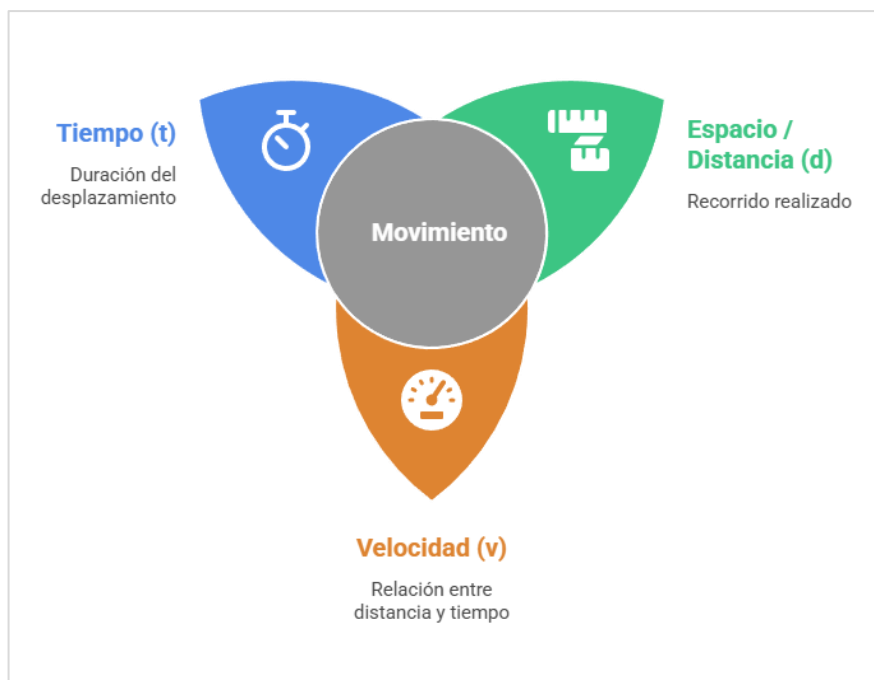 Tiempo (t)
Duración del
desplazamiento
Espacio /
Distancia (d)
Recorrido realizado
Movimiento
Velocidad (v)
Relación entre
distancia y tiempo